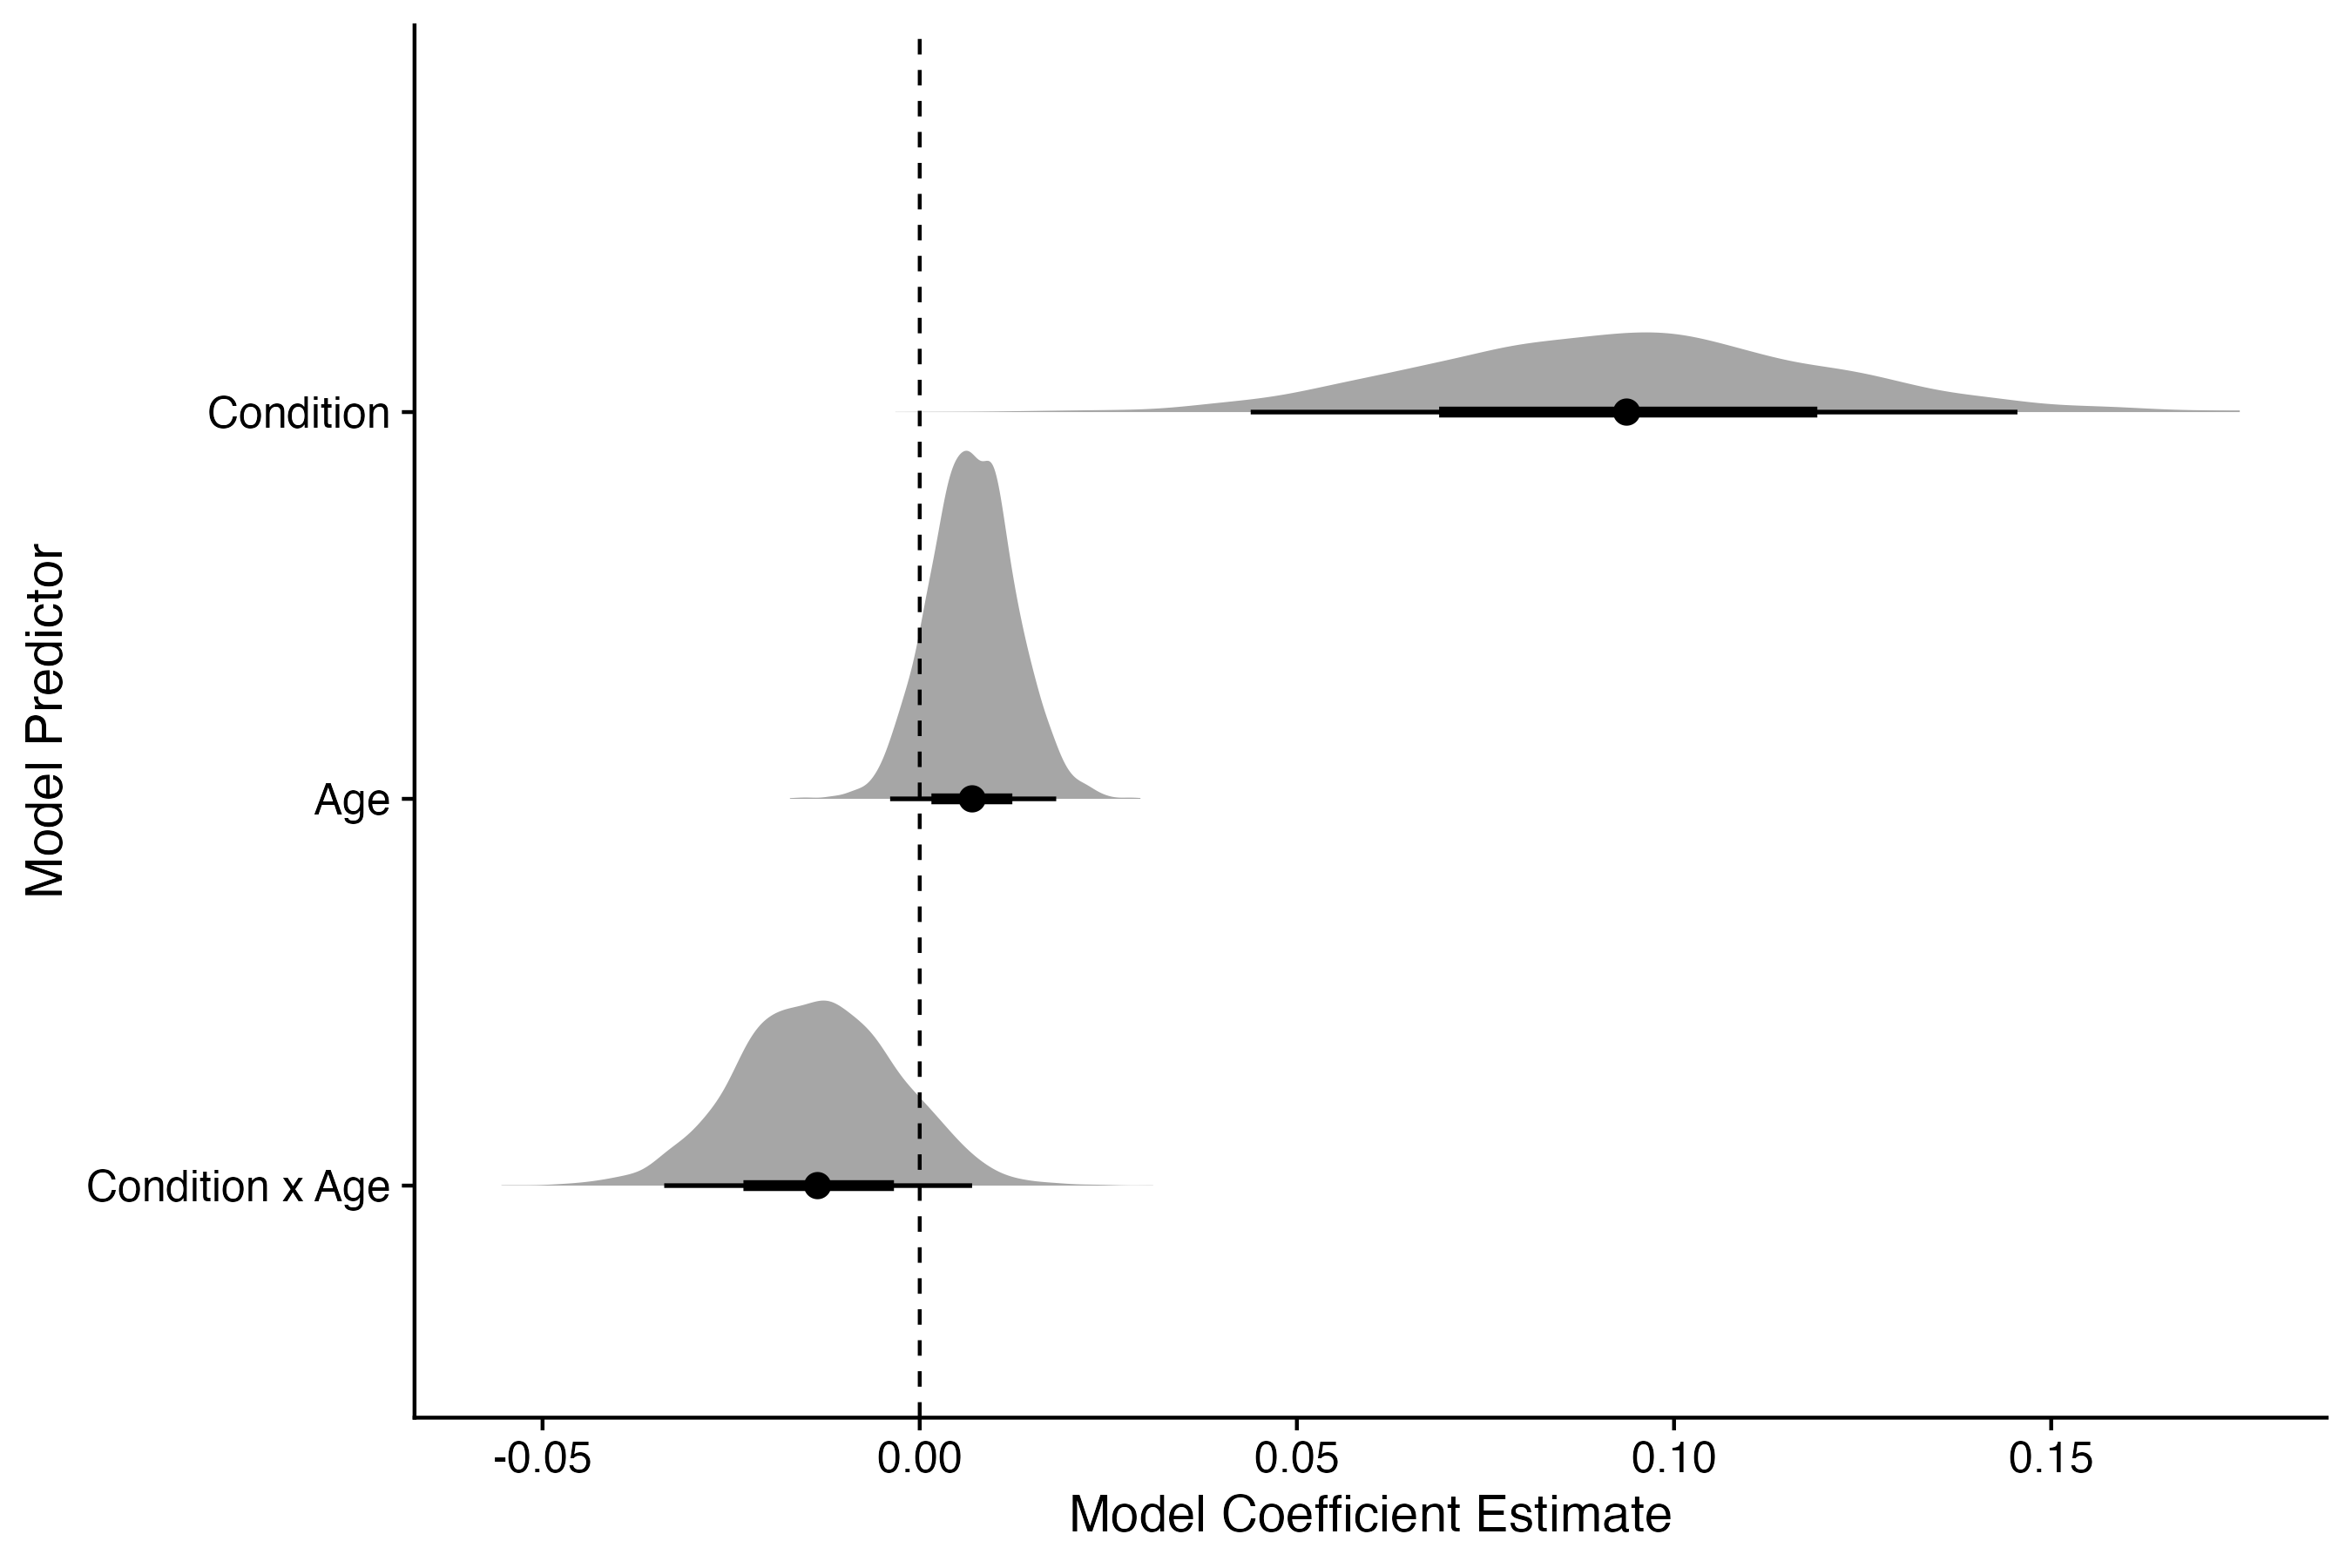 Model Predictor
Condition
Age
Condition x Age
-0.05
0.00
0.05
0.10
0.15
Model Coefficient Estimate